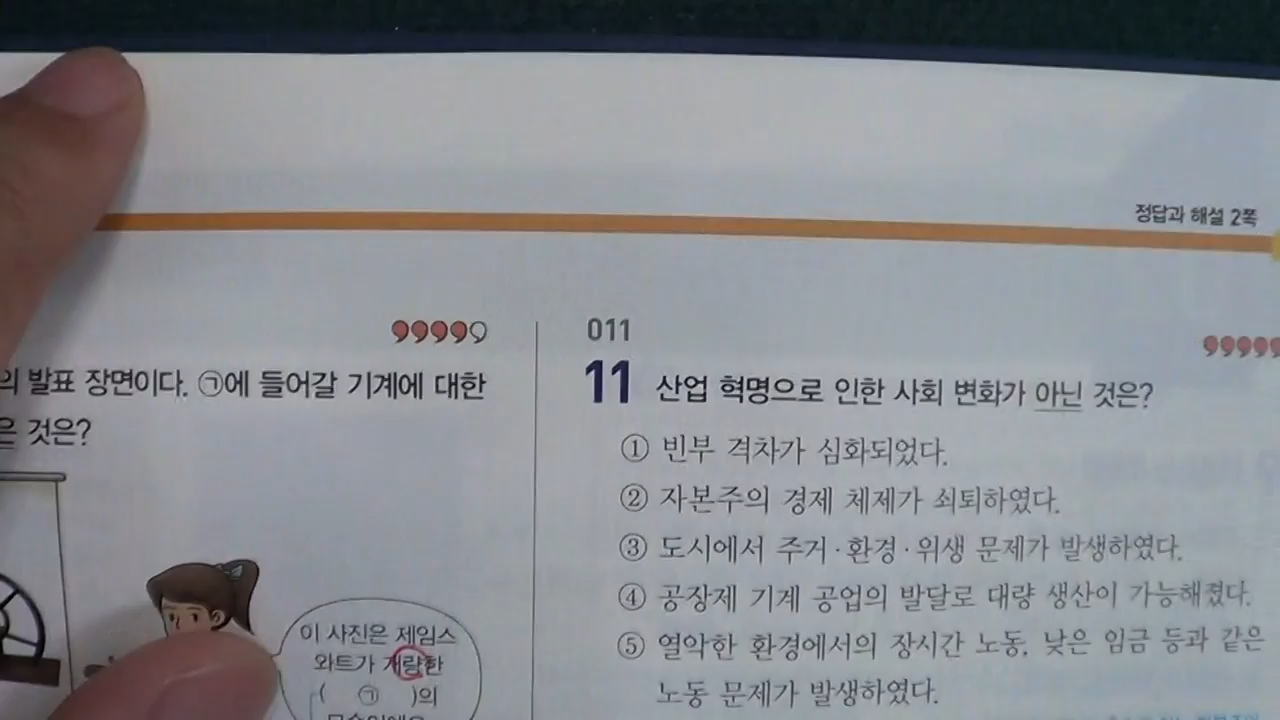 정답과 해설 2쪽
의 발표 장면이다. ㉠에 들어갈 기계에 대한
은 것은?
이 사진은 제임스
와트가 개량한
( ㉠ )의
011
11 산업 혁명으로 인한 사회 변화가 아닌 것은?
① 빈부 격차가 심화되었다.
② 자본주의 경제 체제가 쇠퇴하였다.
③ 도시에서 주거·환경·위생 문제가 발생하였다.
④ 공장제 기계 공업의 발달로 대량 생산이 가능해졌다.
⑤ 열악한 환경에서의 장시간 노동, 낮은 임금 등과 같은
노동 문제가 발생하였다.